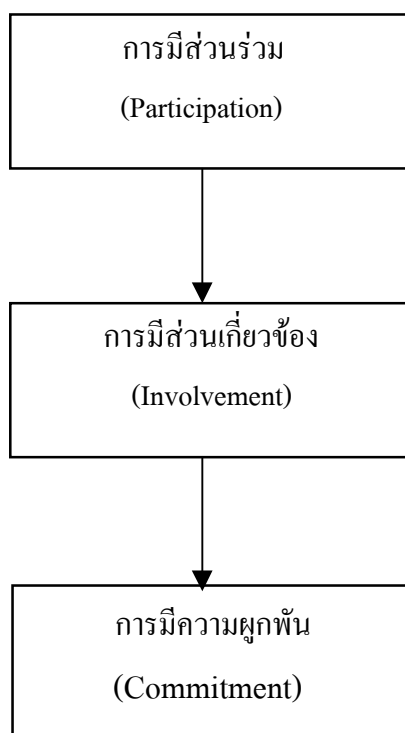 การมีส่วนร่วม
(Participation)
การมีส่วนเกี่ยวข้อง
(Involvement)
การมีความผูกพัน
(Commitment)